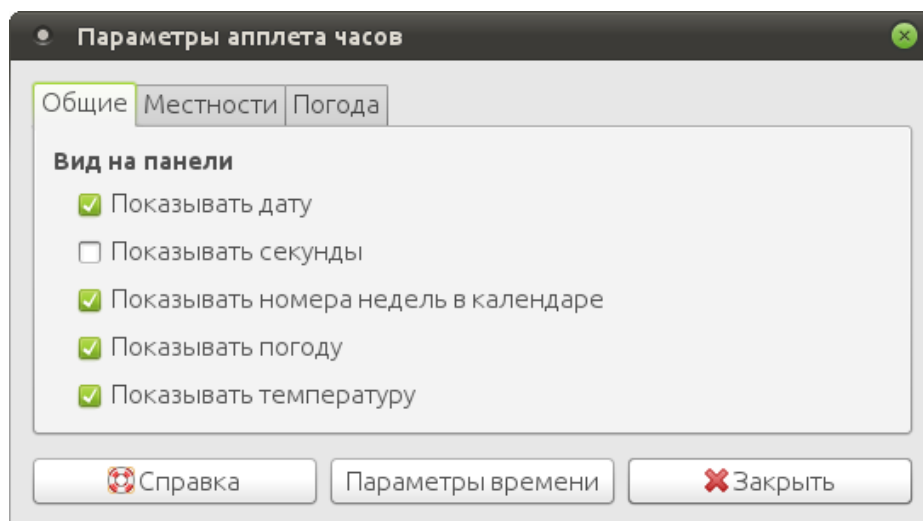 Параметры апплета часов
Общие Местности Погода
Вид на панели
Показывать дату
Показывать секунды
Показывать номера недель в календаре
Показывать погоду
Показывать температуру
Справка Параметры времени Закрыть